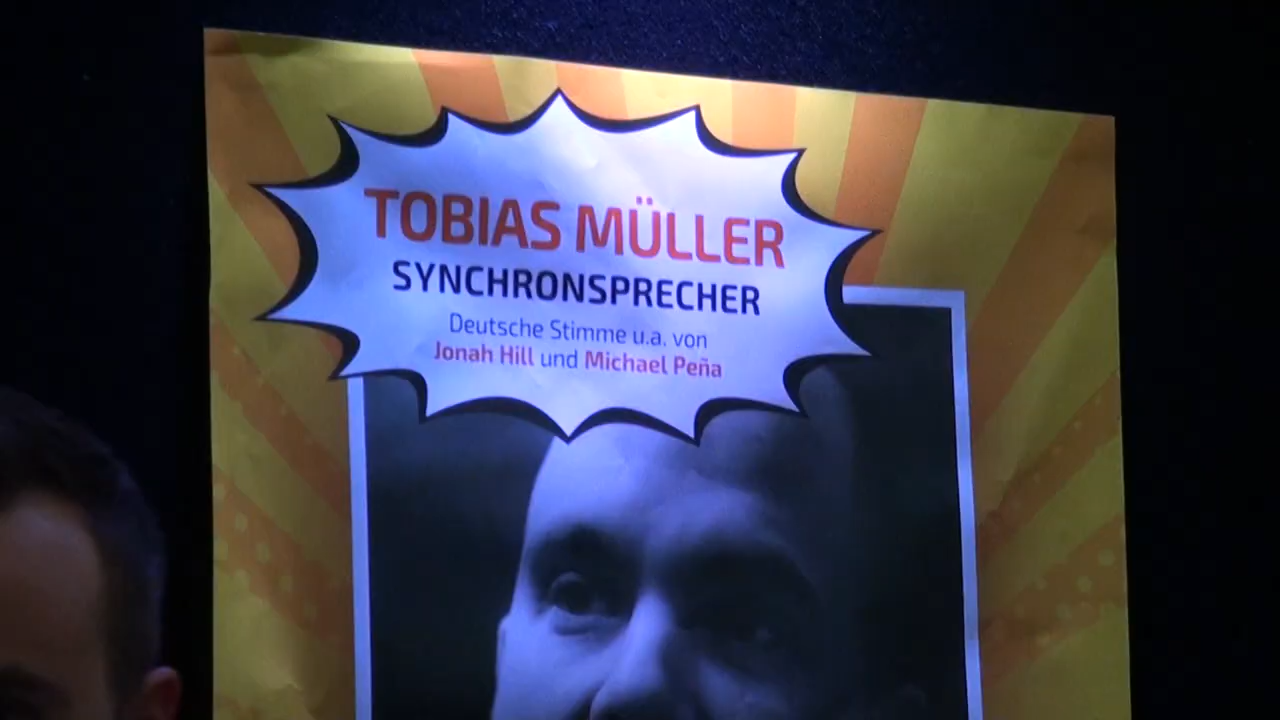 TOBIAS MÜLLER
SYNCHRONSPRECHER
Deutsche Stimme u.a. von
Jonah Hill und Michael Peña